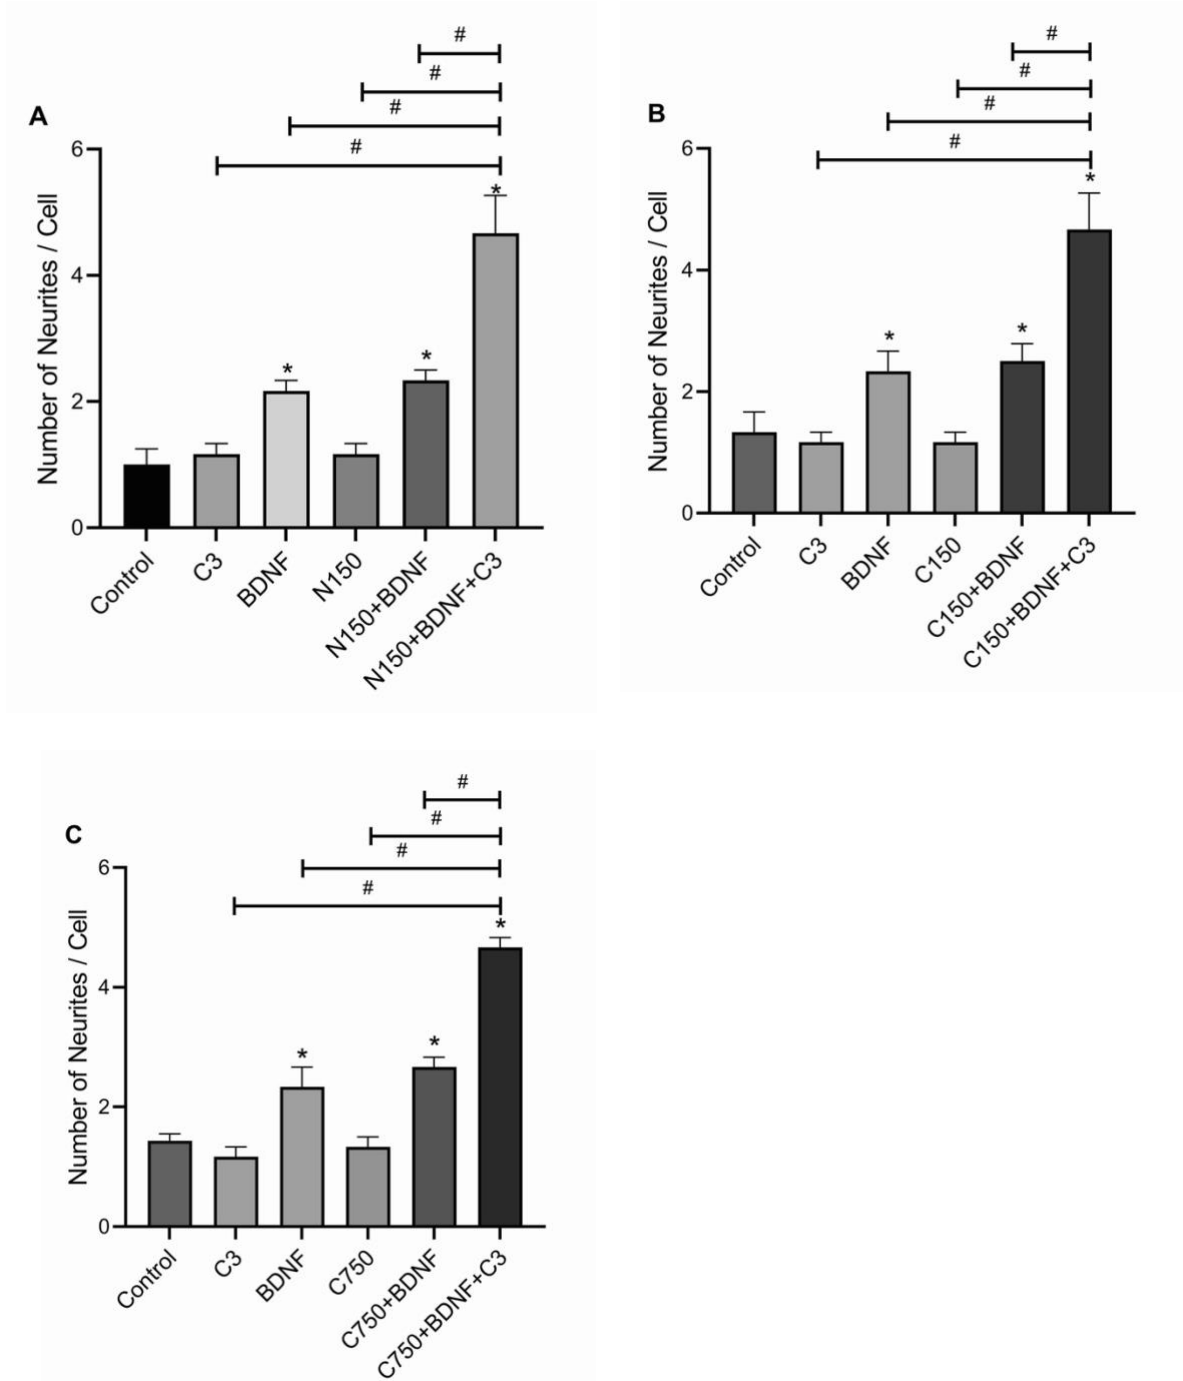 #
#
#
#
A
*
*
*
6
4
2
0
Number of Neurites / Cell
Control
C3
BDNF
N150
N150+BDNF
N150+BDNF+C3
#
#
#
#
B
*
*
*
6
4
2
0
Number of Neurites / Cell
Control
C3
BDNF
C150
C150+BDNF
C150+BDNF+C3
#
#
#
#
C
*
*
*
6
4
2
0
Number of Neurites / Cell
Control
C3
BDNF
C750
C750+BDNF
C750+BDNF+C3